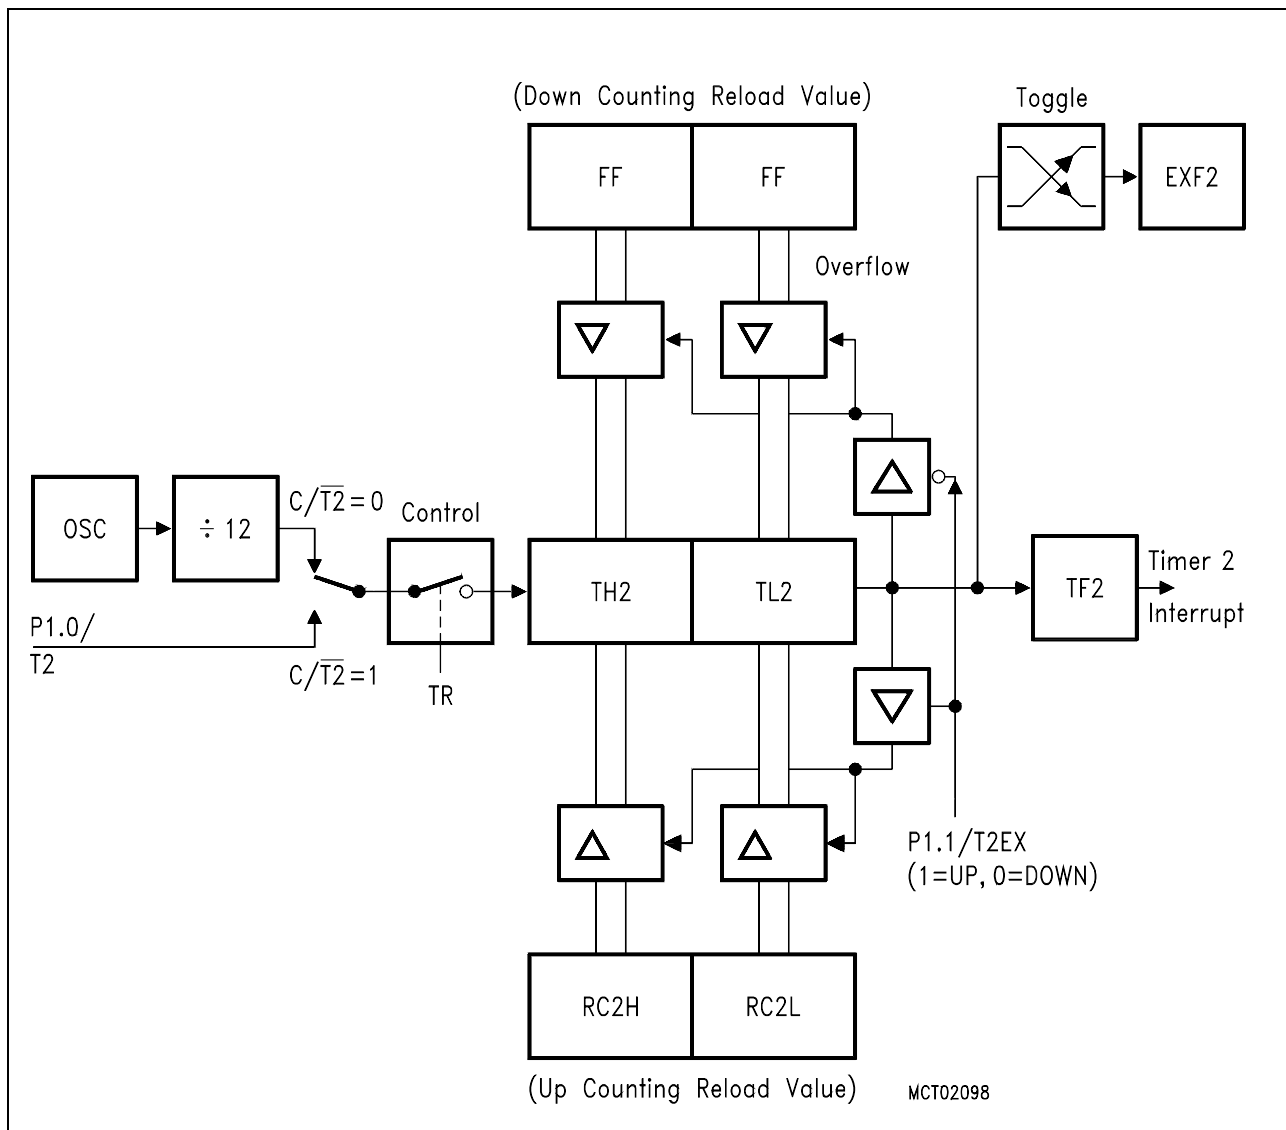 (Down Counting Reload Value)
Toggle
FF
FF
EXF2
Overflow
OSC
÷ 12
C/T2̅=0
Control
TH2
TL2
TF2
Timer 2
Interrupt
P1.0/
T2
C/T2̅=1
TR
P1.1/T2EX
(1=UP, 0=DOWN)
RC2H
RC2L
(Up Counting Reload Value)
MCT02098